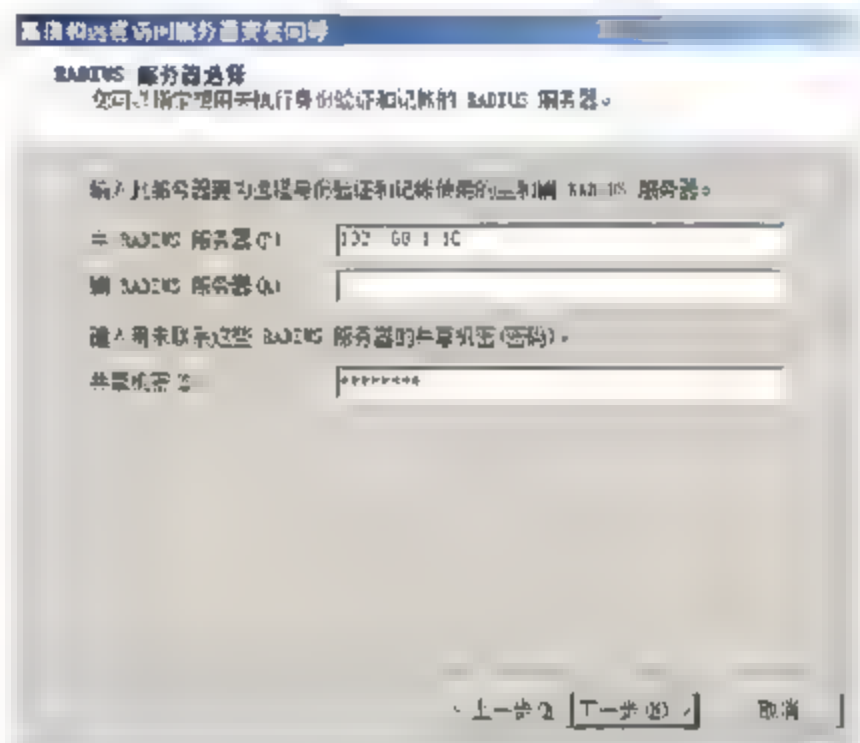 路由和远程访问服务器安装向导
RADIUS 服务器选择
您可以指定想用来执行身份验证和记帐的 RADIUS 服务器。
输入此服务器要为远程身份验证和记帐使用的主和辅 RADIUS 服务器。
主 RADIUS 服务器(P)
辅 RADIUS 服务器(A)
键入用来联系这些 RADIUS 服务器的共享机密(密码)。
共享机密
********
上一步 下一步(N) 取消